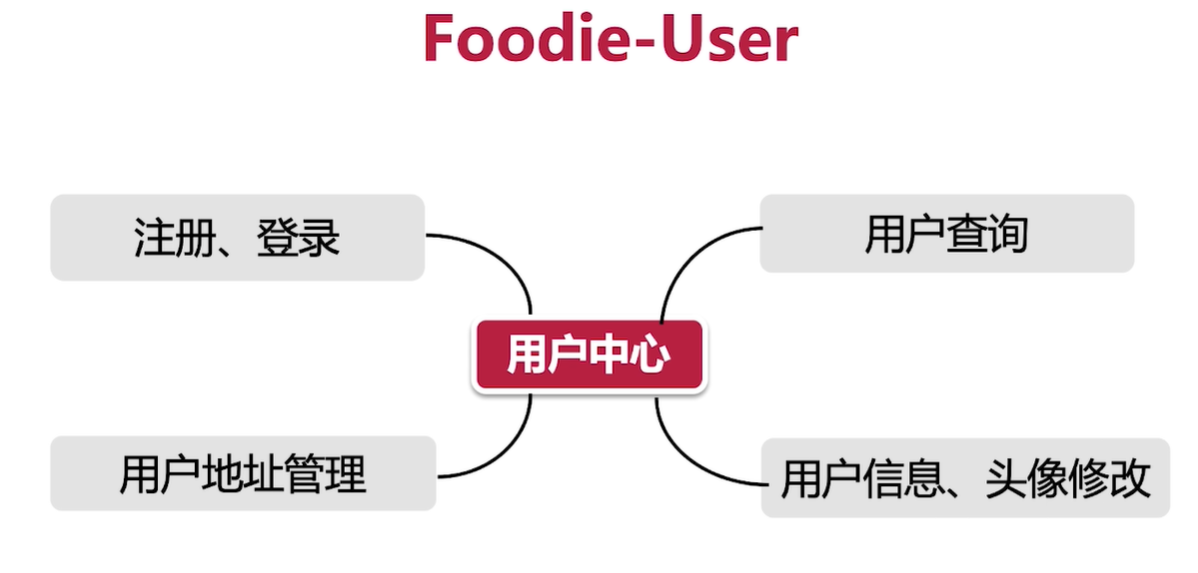 Foodie-User
注册、登录
用户查询
用户中心
用户地址管理
用户信息、头像修改